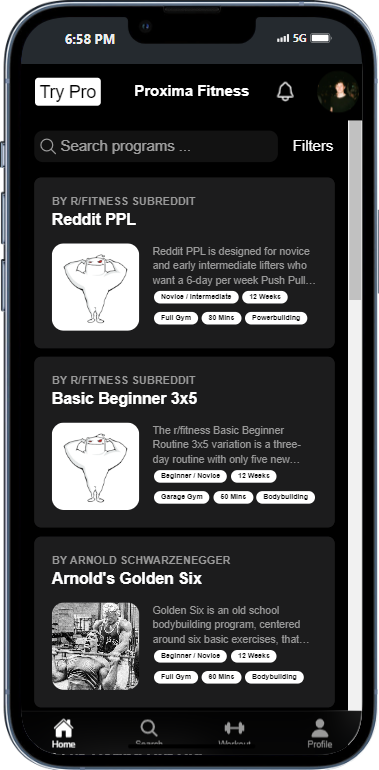 6:58 PM
5G
Try Pro
Proxima Fitness
Search programs ...
Filters
BY R/FITNESS SUBREDDIT
Reddit PPL
Reddit PPL is designed for novice
and early intermediate lifters who
want a 6-day per week Push Pull...
Novice / Intermediate
12 Weeks
Full Gym
80 Mins
Powerbuilding
BY R/FITNESS SUBREDDIT
Basic Beginner 3x5
The r/fitness Basic Beginner
Routine 3x5 variation is a three-
day routine with only five new...
Beginner / Novice
12 Weeks
Garage Gym
60 Mins
Bodybuilding
BY ARNOLD SCHWARZENEGGER
Arnold's Golden Six
Golden Six is an old school
bodybuilding program, centered
around six basic exercises, that...
Beginner / Novice
12 Weeks
Full Gym
60 Mins
Bodybuilding
Home
Search
Workout
Profile